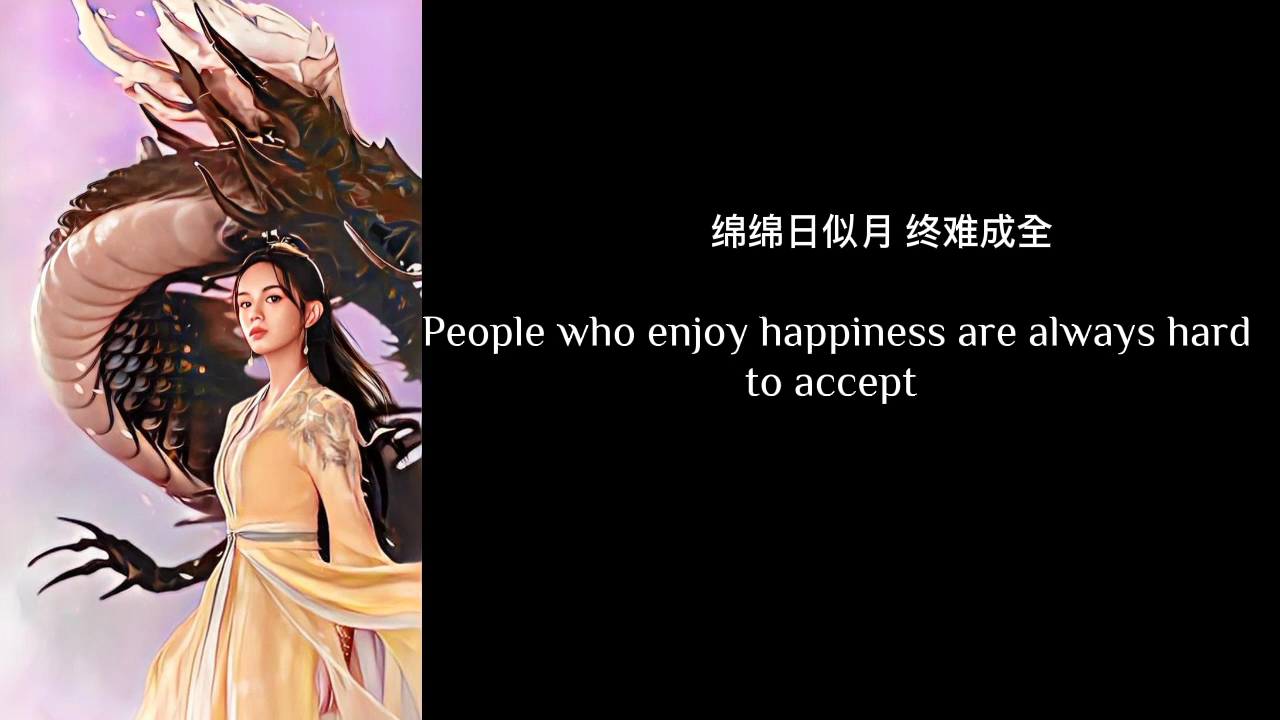 绵绵日似月 终难成全
People who enjoy happiness are always hard
to accept